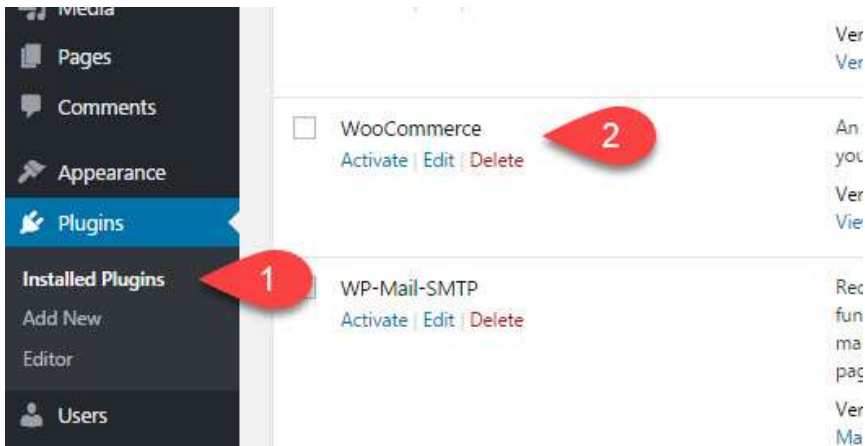 Media
Pages
Comments
Appearance
Plugins
Installed Plugins
Add New
Editor
Users
1
2
WooCommerce
Activate | Edit | Delete
WP-Mail-SMTP
Activate | Edit | Delete
An